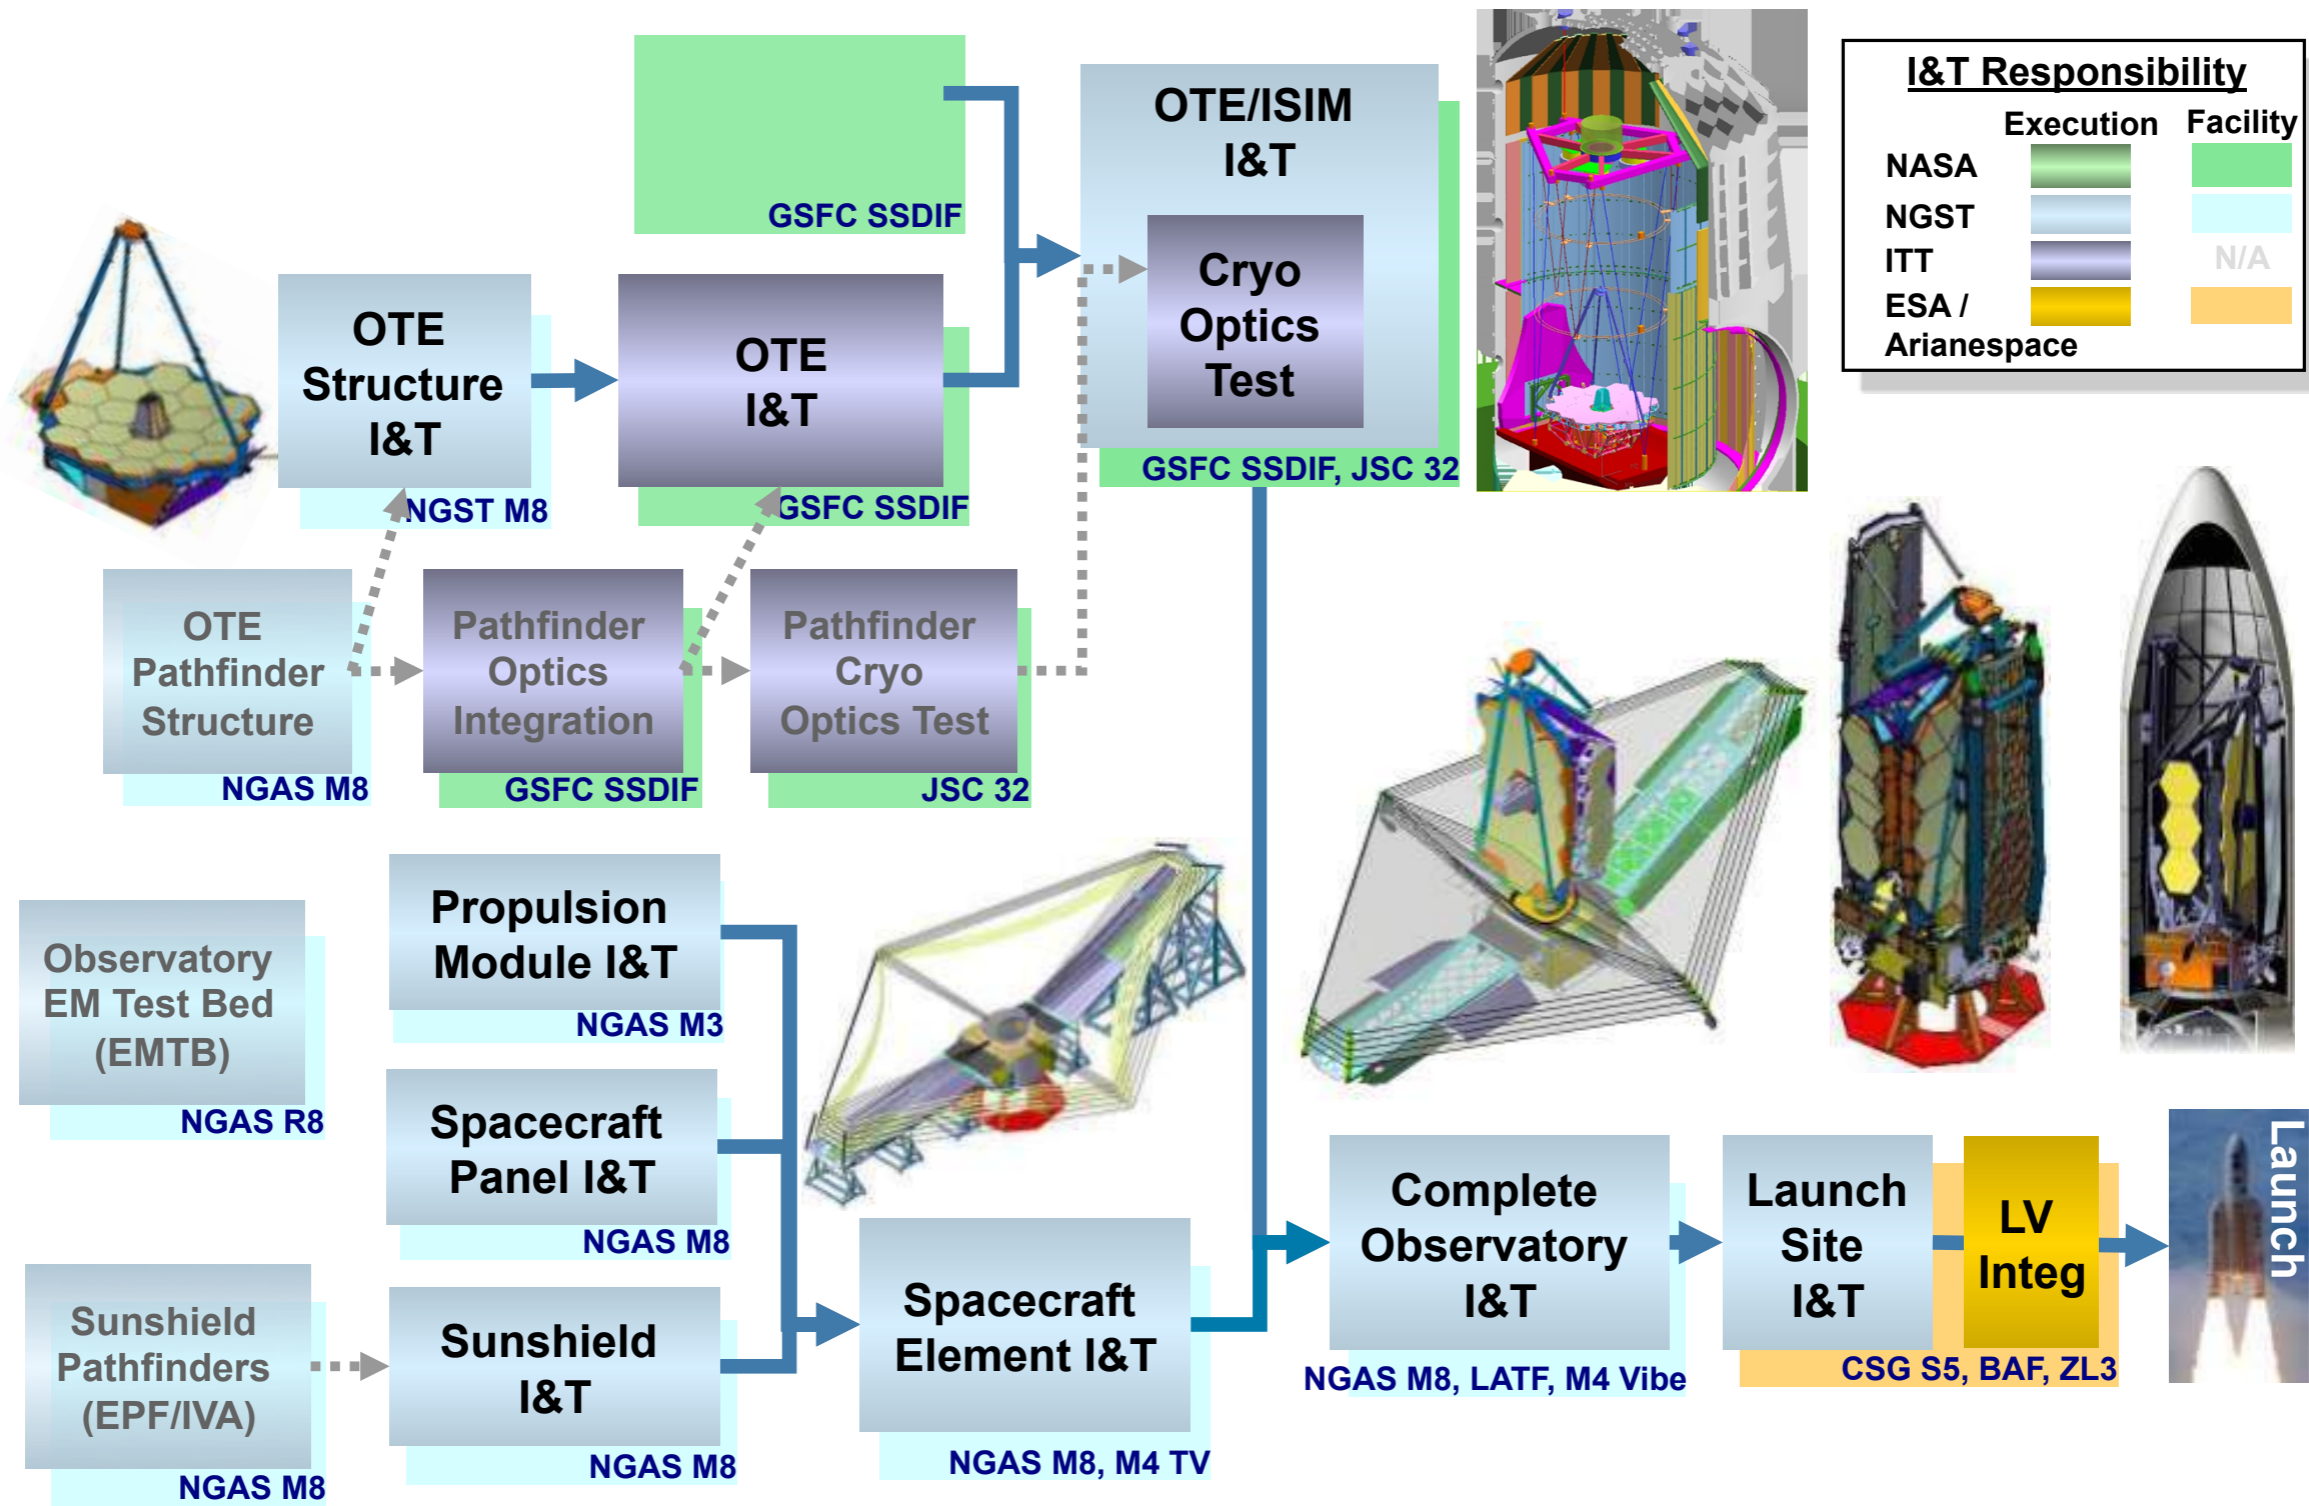 GSFC SSDIF
OTE/ISIM
I&T
Cryo
Optics
Test
GSFC SSDIF, JSC 32
I&T Responsibility
Execution
Facility
NASA
NGST
ITT
N/A
ESA /
Arianespace
OTE
Structure
I&T
NGST M8
OTE
I&T
GSFC SSDIF
OTE
Pathfinder
Structure
NGAS M8
Pathfinder
Optics
Integration
GSFC SSDIF
Pathfinder
Cryo
Optics Test
JSC 32
Observatory
EM Test Bed
(EMTB)
NGAS R8
Propulsion
Module I&T
NGAS M3
Spacecraft
Panel I&T
NGAS M8
Sunshield
Pathfinders
(EPF/IVA)
NGAS M8
Sunshield
I&T
NGAS M8
Spacecraft
Element I&T
NGAS M8, M4 TV
Complete
Observatory
I&T
NGAS M8, LATF, M4 Vibe
Launch
Site
I&T
LV
Integ
CSG S5, BAF, ZL3
Launch